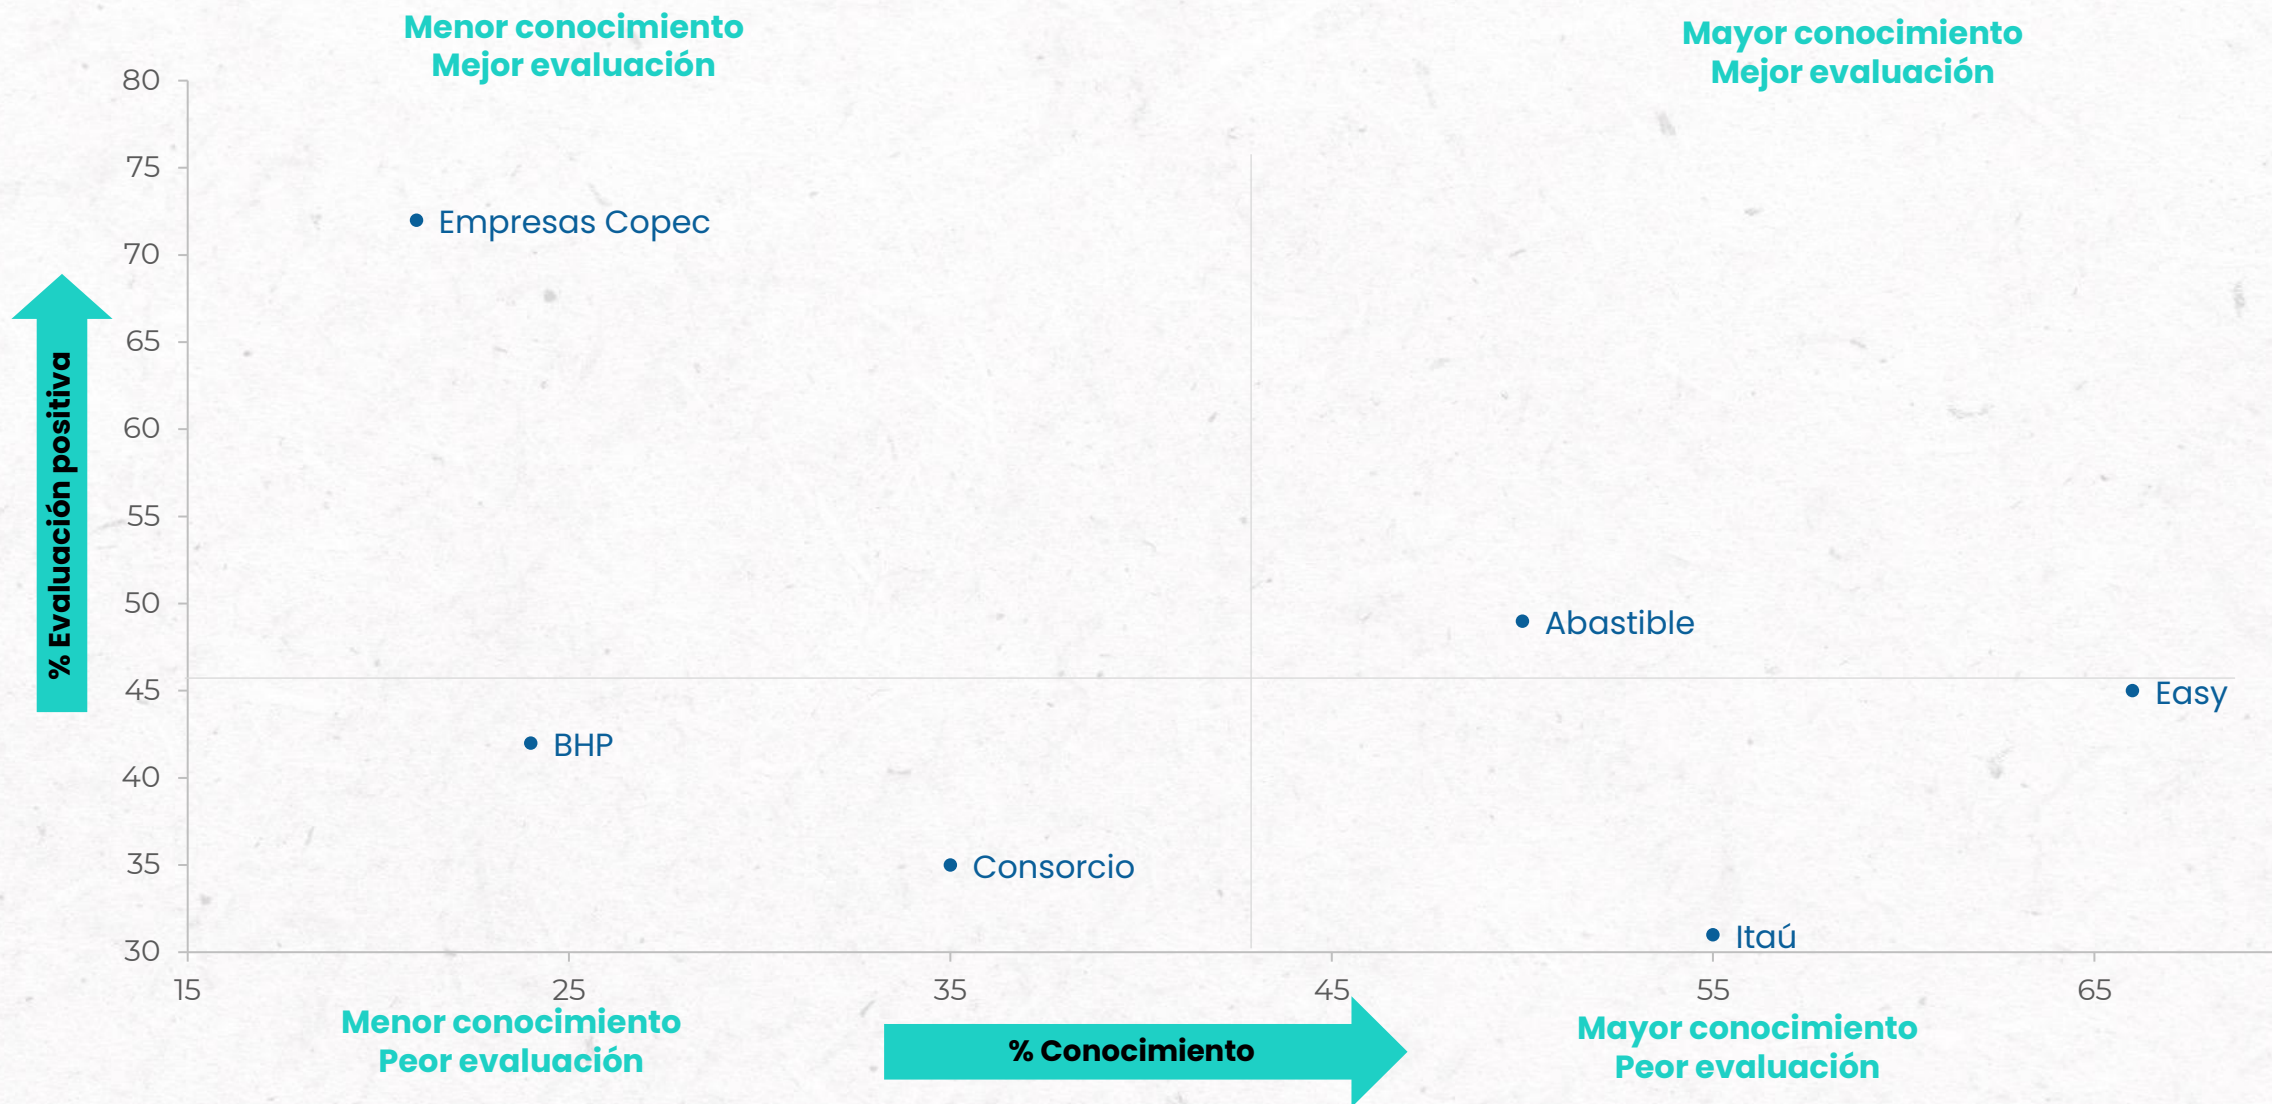 Menor conocimiento
Mejor evaluación
Mayor conocimiento
Mejor evaluación
80
75
70
65
60
55
50
45
40
35
30
% Evaluación positiva
Empresas Copec
Abastible
Easy
BHP
Consorcio
Itaú
15
25
35
45
55
65
Menor conocimiento
Peor evaluación
% Conocimiento
Mayor conocimiento
Peor evaluación